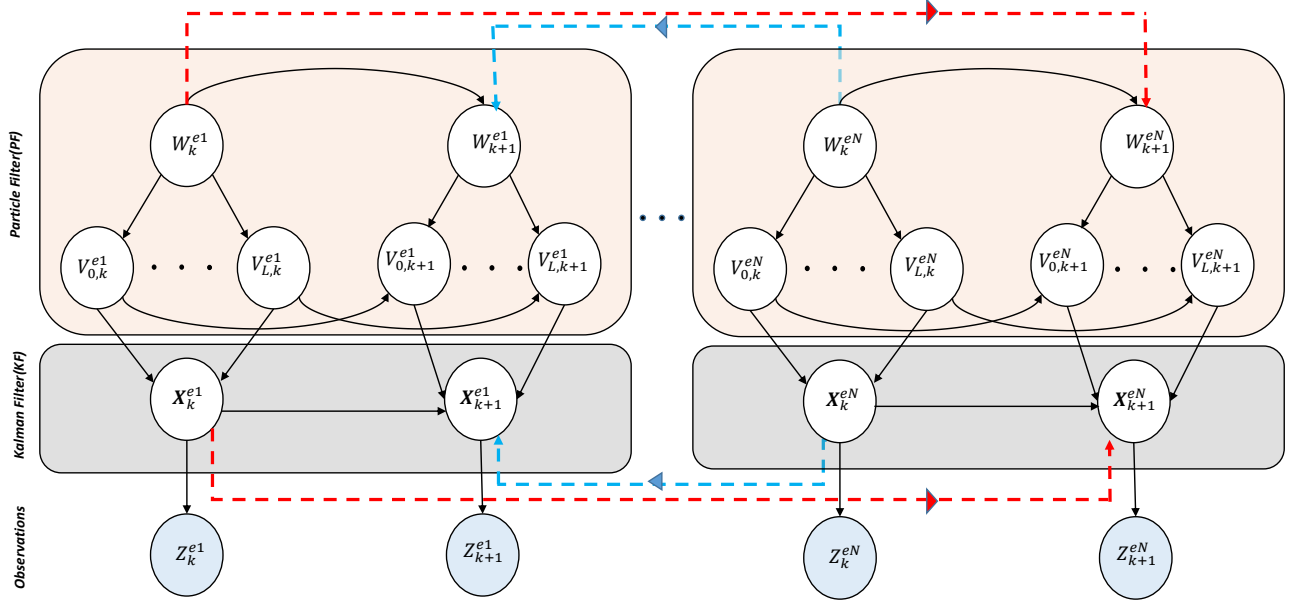 Particle Filter(PF)
Kalman Filter(KF)
Observations
W_k^{e1}
W_{k+1}^{e1}
W_k^{eN}
W_{k+1}^{eN}
V_{0,k}^{e1}
V_{L,k}^{e1}
V_{0,k+1}^{e1}
V_{L,k+1}^{e1}
V_{0,k}^{eN}
V_{L,k}^{eN}
V_{0,k+1}^{eN}
V_{L,k+1}^{eN}
X_k^{e1}
X_{k+1}^{e1}
X_k^{eN}
X_{k+1}^{eN}
Z_k^{e1}
Z_{k+1}^{e1}
Z_k^{eN}
Z_{k+1}^{eN}